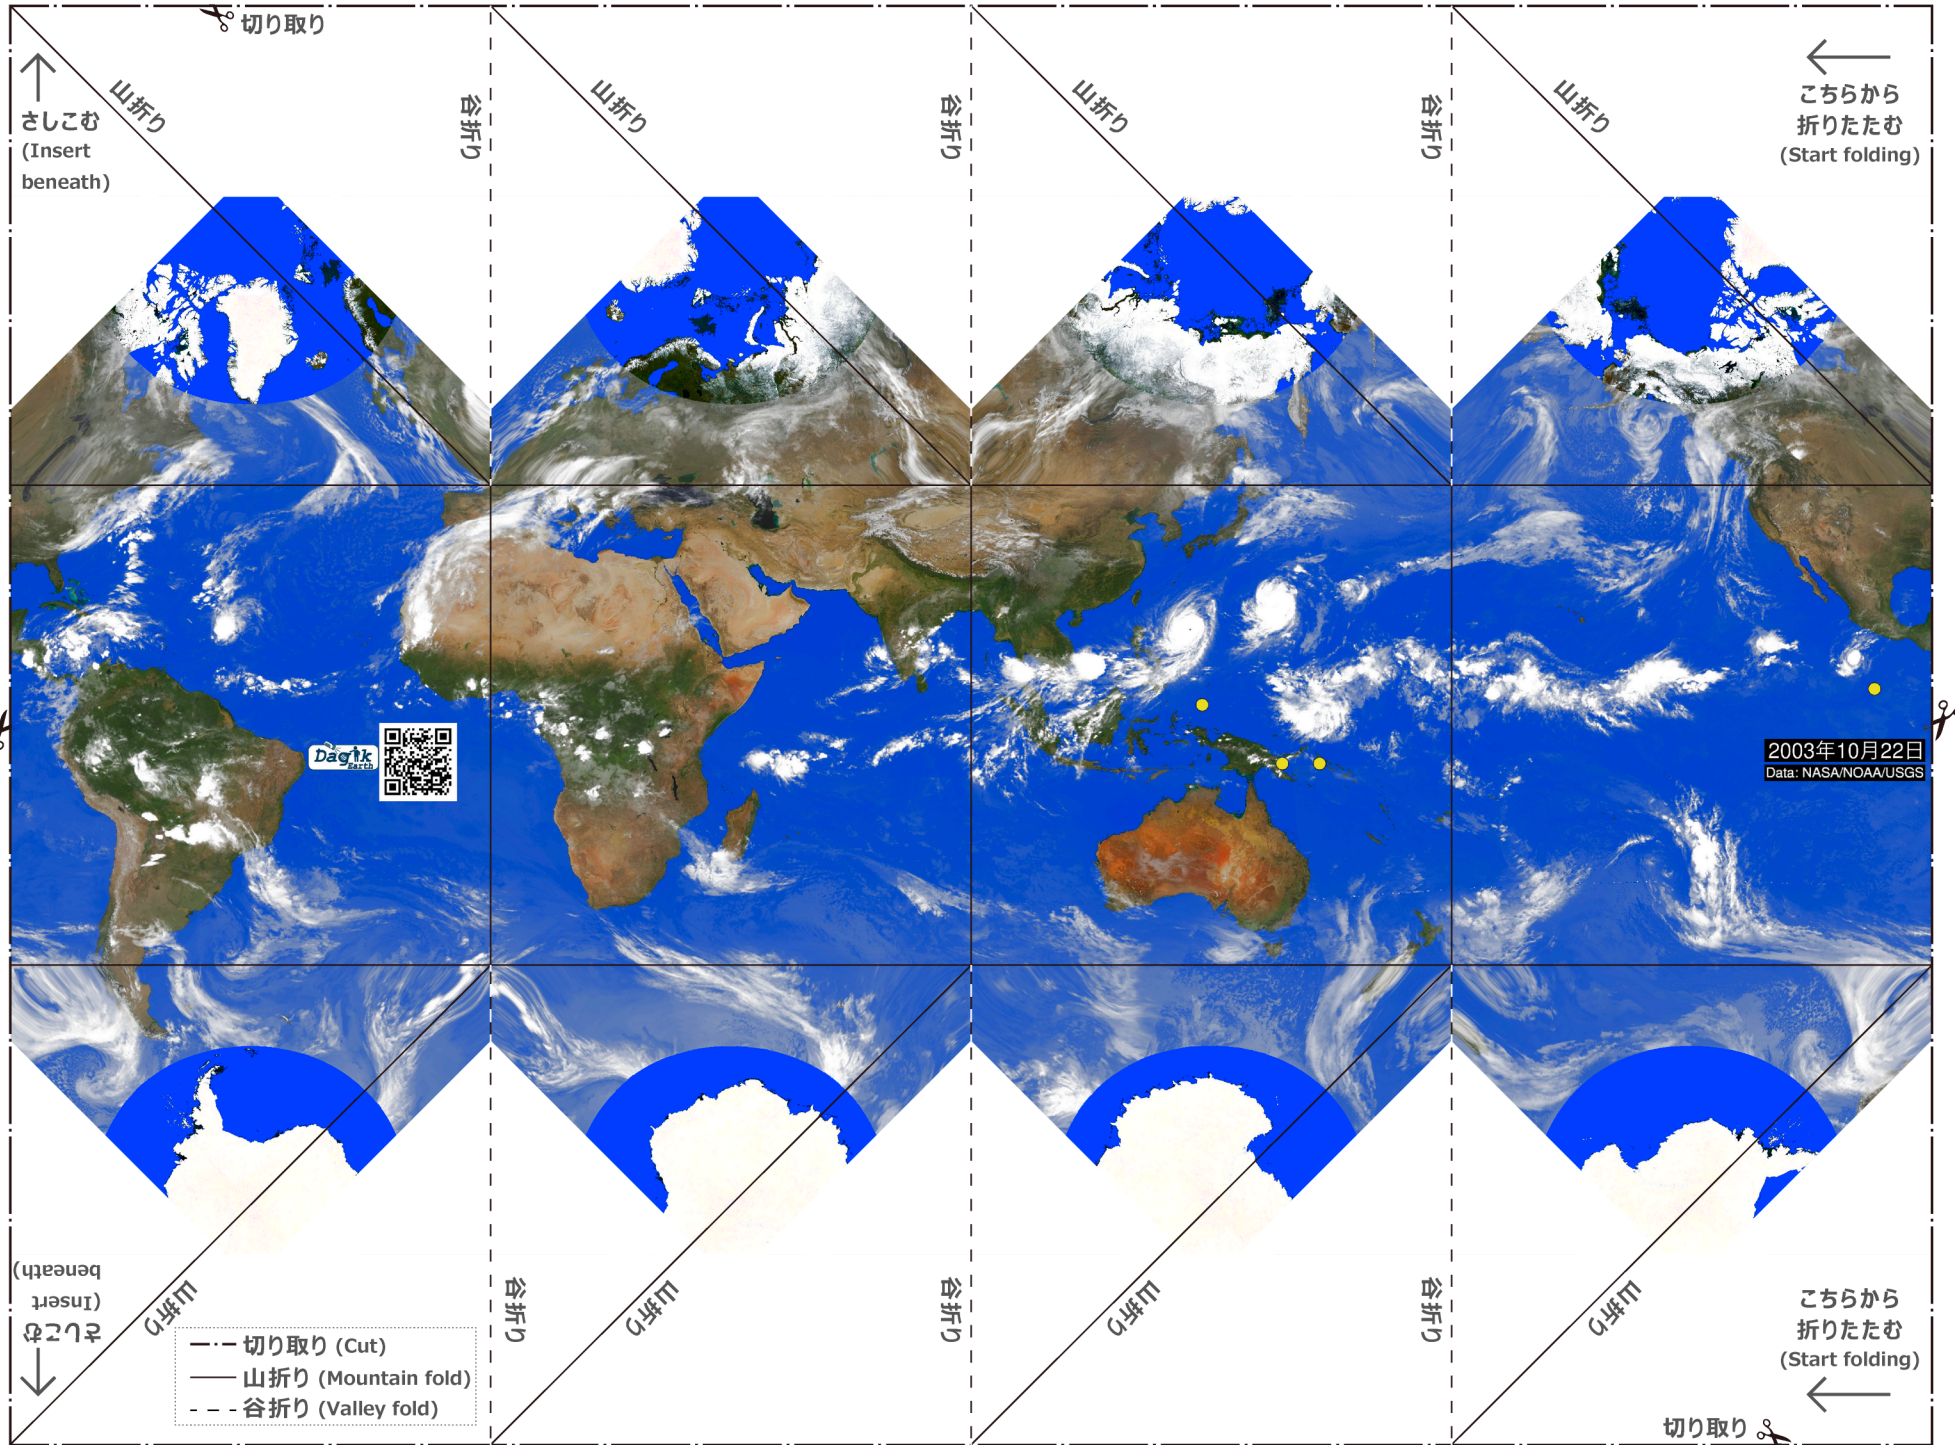 切り取り
さしこむ
(Insert
beneath)
山折り
谷折り
山折り
谷折り
山折り
谷折り
山折り
こちらから
折りたたむ
(Start folding)
Dagik
Earth
2003年10月22日
Data: NASA/NOAA/USGS
さしこむ
(Insert
beneath)
山折り
谷折り
山折り
谷折り
山折り
谷折り
山折り
こちらから
折りたたむ
(Start folding)
切り取り (Cut)
山折り (Mountain fold)
谷折り (Valley fold)
切り取り